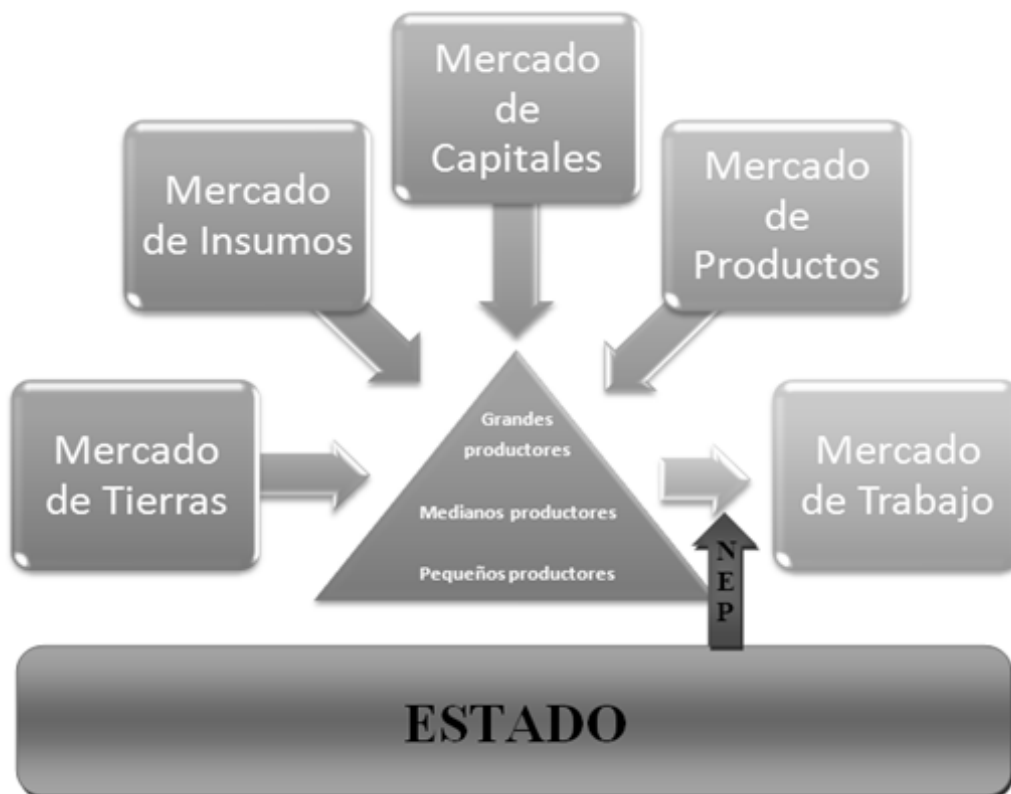 Mercado
de
Capitales
Mercado
de Insumos
Mercado
de
Productos
Mercado
de Tierras
Grandes
productores
Medianos productores
Pequeños productores
Mercado
de Trabajo
NEP
ESTADO